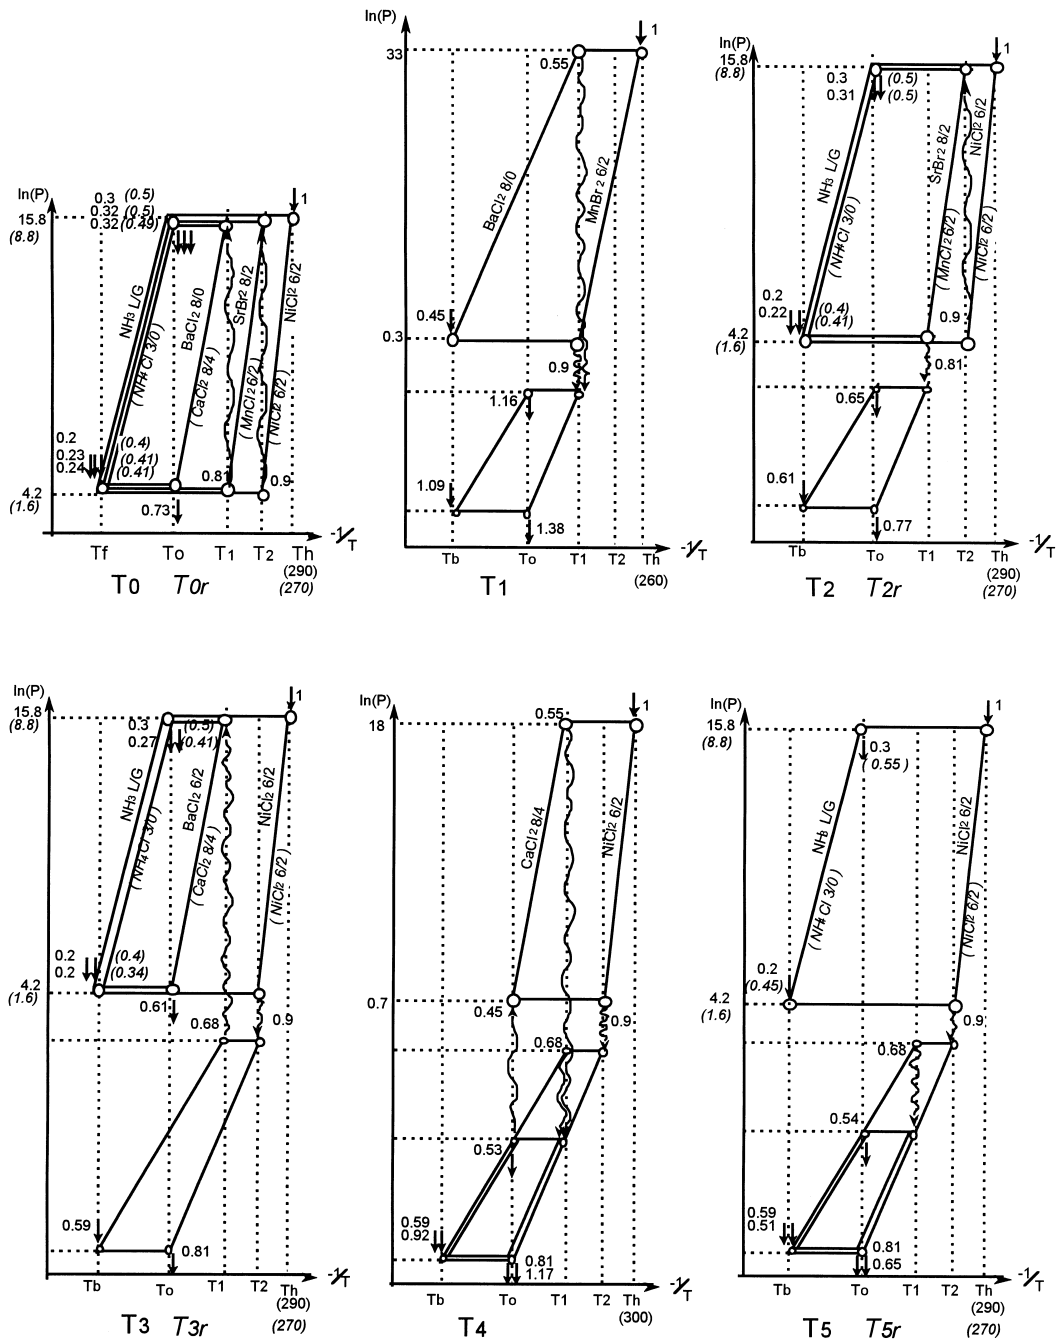 ln(P)
15.8
(8.8)
0.3 (0.5)
0.32 (0.5)
0.32 (0.49)
1
NH3 L/G
( NH4 Cl 3/0)
BaCl2 8/0
( CaCl2 8/4)
SrBr2 8/2
( MnCl2 6/2)
NiCl2 6/2
( NiCl2 6/2 )
0.2
0.23
0.24
(0.4)
(0.41)
(0.41)
0.81
0.9
4.2
(1.6)
0.73
-1/T
Tf To T1 T2 Th
(290)
(270)
T0 T0r
ln(P)
33
0.55
1
BaCl2 8/0
MnBr2 6/2
0.45
0.3
0.9
1.16
1.09
1.38
-1/T
Tb To T1 T2 Th
(260)
T1
ln(P)
15.8
(8.8)
1
0.3 (0.5)
0.31 (0.5)
NH3 L/G
( NH4 Cl 3/0)
SrBr2 8/2
( MnCl2 6/2)
NiCl2 6/2
( NiCl2 6/2 )
0.2
0.22
(0.4)
(0.41)
0.9
4.2
(1.6)
0.81
0.65
0.61
0.77
-1/T
Tb To T1 T2 Th
(290)
(270)
T2 T2r
ln(P)
15.8
(8.8)
1
0.3 (0.5)
0.27 (0.41)
NH3 L/G
( NH4 Cl 3/0)
BaCl2 6/2
( CaCl2 8/4)
NiCl2 6/2
( NiCl2 6/2 )
0.2 (0.4)
0.2 (0.34)
4.2
(1.6)
0.61
0.68
0.9
0.59
0.81
-1/T
Tb To T1 T2 Th
(290)
(270)
T3 T3r
ln(P)
18
0.55
1
CaCl2 8/4
NiCl2 6/2
0.7
0.45
0.9
0.68
0.53
0.59
0.92
0.81
1.17
-1/T
Tb To T1 T2 Th
(300)
T4
ln(P)
15.8
(8.8)
1
0.3
( 0.55 )
NH3 L/G
( NH4 Cl 3/0)
NiCl2 6/2
( NiCl2 6/2 )
0.2
(0.45)
4.2
(1.6)
0.9
0.68
0.54
0.59
0.51
0.81
0.65
-1/T
Tb To T1 T2 Th
(290)
(270)
T5 T5r